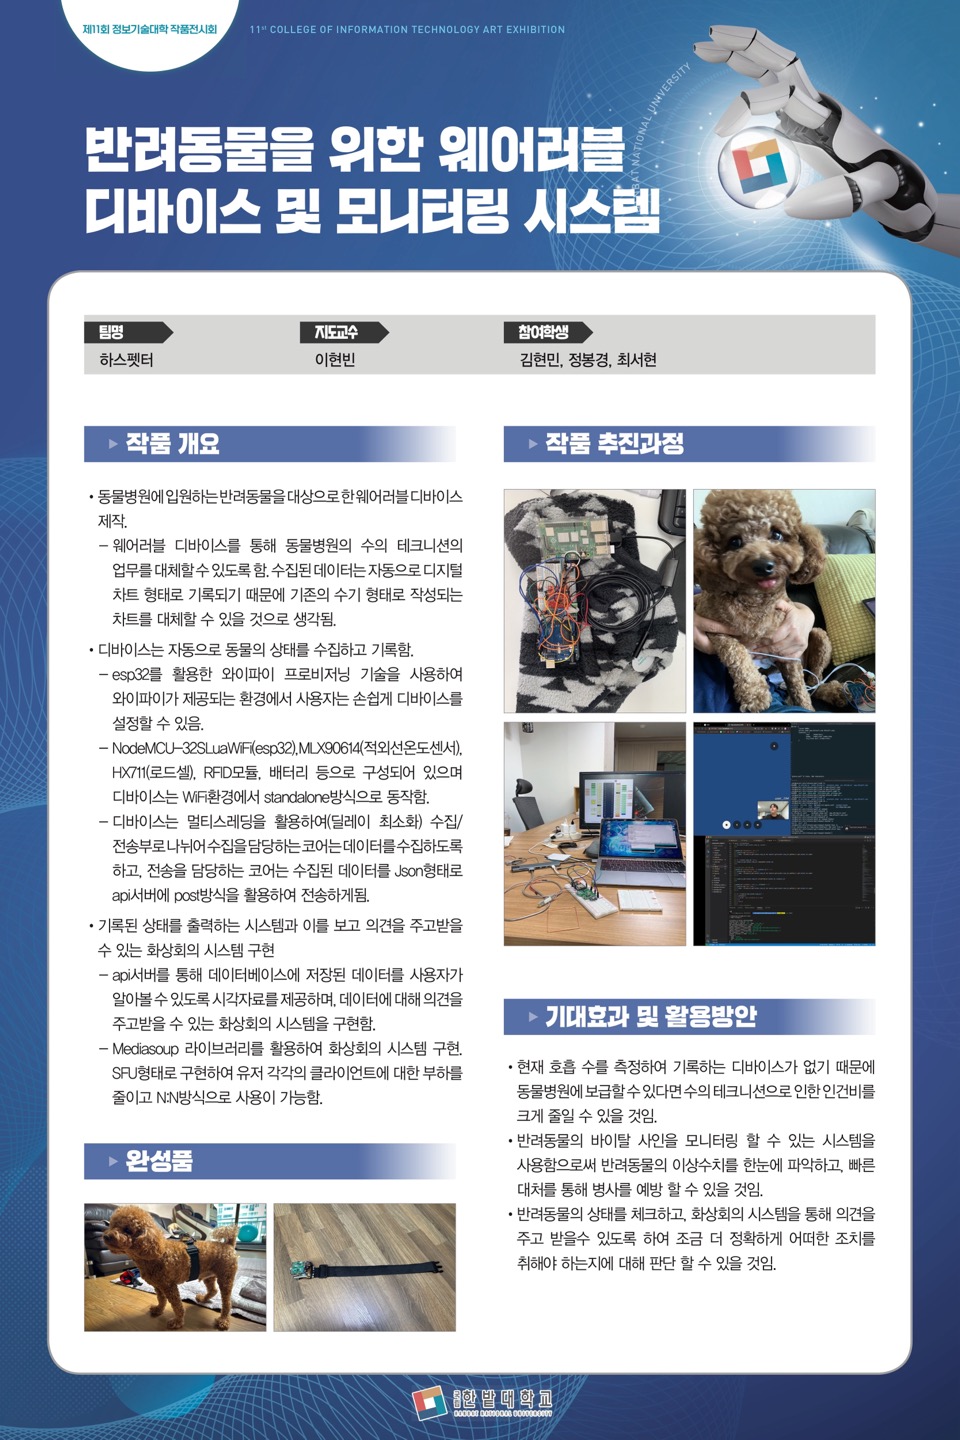 제11회 정보기술대학 작품전시회
11st COLLEGE OF INFORMATION TECHNOLOGY ART EXHIBITION
NATIONAL UNIVERSITY
반려동물을 위한 웨어러블
디바이스 및 모니터링 시스템
팀명
하스펫터
지도교수
이현빈
참여학생
김현민, 정봉경, 최서현
작품 개요
• 동물병원에 입원하는 반려동물을 대상으로 한 웨어러블 디바이스
제작.
– 웨어러블 디바이스를 통해 동물병원의 수의 테크니션의
업무를 대체할 수 있도록 함. 수집된 데이터는 자동으로 디지털
차트 형태로 기록되기 때문에 기존의 수기 형태로 작성되는
차트를 대체할 수 있을 것으로 생각됨.
• 디바이스는 자동으로 동물의 상태를 수집하고 기록함.
– esp32를 활용한 와이파이 프로비저닝 기술을 사용하여
와이파이가 제공되는 환경에서 사용자는 손쉽게 디바이스를
설정할 수 있음.
– NodeMCU-32SLuaWiFi(esp32),MLX90614(적외선온도센서),
HX711(로드셀), RFID모듈, 배터리 등으로 구성되어 있으며
디바이스는 WiFi환경에서 standalone방식으로 동작함.
– 디바이스는 멀티스레딩을 활용하여(딜레이 최소화) 수집/
전송부로 나뉘어 수집을 담당하는 코어는 데이터를 수집하도록
하고, 전송을 담당하는 코어는 수집된 데이터를 Json형태로
api서버에 post방식을 활용하여 전송하게됨.
• 기록된 상태를 출력하는 시스템과 이를 보고 의견을 주고받을
수 있는 화상회의 시스템 구현
– api서버를 통해 데이터베이스에 저장된 데이터를 사용자가
알아볼 수 있도록 시각자료를 제공하며, 데이터에 대해 의견을
주고받을 수 있는 화상회의 시스템을 구현함.
– Mediasoup 라이브러리를 활용하여 화상회의 시스템 구현.
SFU형태로 구현하여 유저 각각의 클라이언트에 대한 부하를
줄이고 N:N방식으로 사용이 가능함.
완성품
작품 추진과정
기대효과 및 활용방안
• 현재 호흡 수를 측정하여 기록하는 디바이스가 없기 때문에
동물병원에 보급할 수 있다면 수의 테크니션으로 인한 인건비를
크게 줄일 수 있을 것임.
• 반려동물의 바이탈 사인을 모니터링 할 수 있는 시스템을
사용함으로써 반려동물의 이상수치를 한눈에 파악하고, 빠른
대처를 통해 병사를 예방 할 수 있을 것임.
• 반려동물의 상태를 체크하고, 화상회의 시스템을 통해 의견을
주고 받을수 있도록 하여 조금 더 정확하게 어떠한 조치를
취해야 하는지에 대해 판단 할 수 있을 것임.
국립 한밭대학교
HANBAT NATIONAL UNIVERSITY